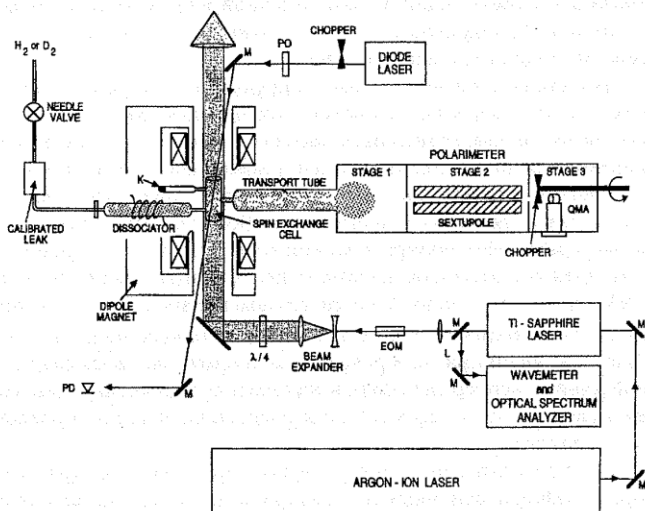 H2 or D2
NEEDLE
VALVE
CALIBRATED
LEAK
DISSOCIATOR
DIPOLE
MAGNET
K
M
PO
CHOPPER
DIODE
LASER
TRANSPORT TUBE
SPIN EXCHANGE
CELL
POLARIMETER
STAGE 1
STAGE 2
STAGE 3
SEXTUPOLE
QMA
CHOPPER
λ/4
BEAM
EXPANDER
EOM
L
M
M
TI - SAPPHIRE
LASER
M
WAVEMETER
and
OPTICAL SPECTRUM
ANALYZER
PD
M
ARGON - ION LASER
M